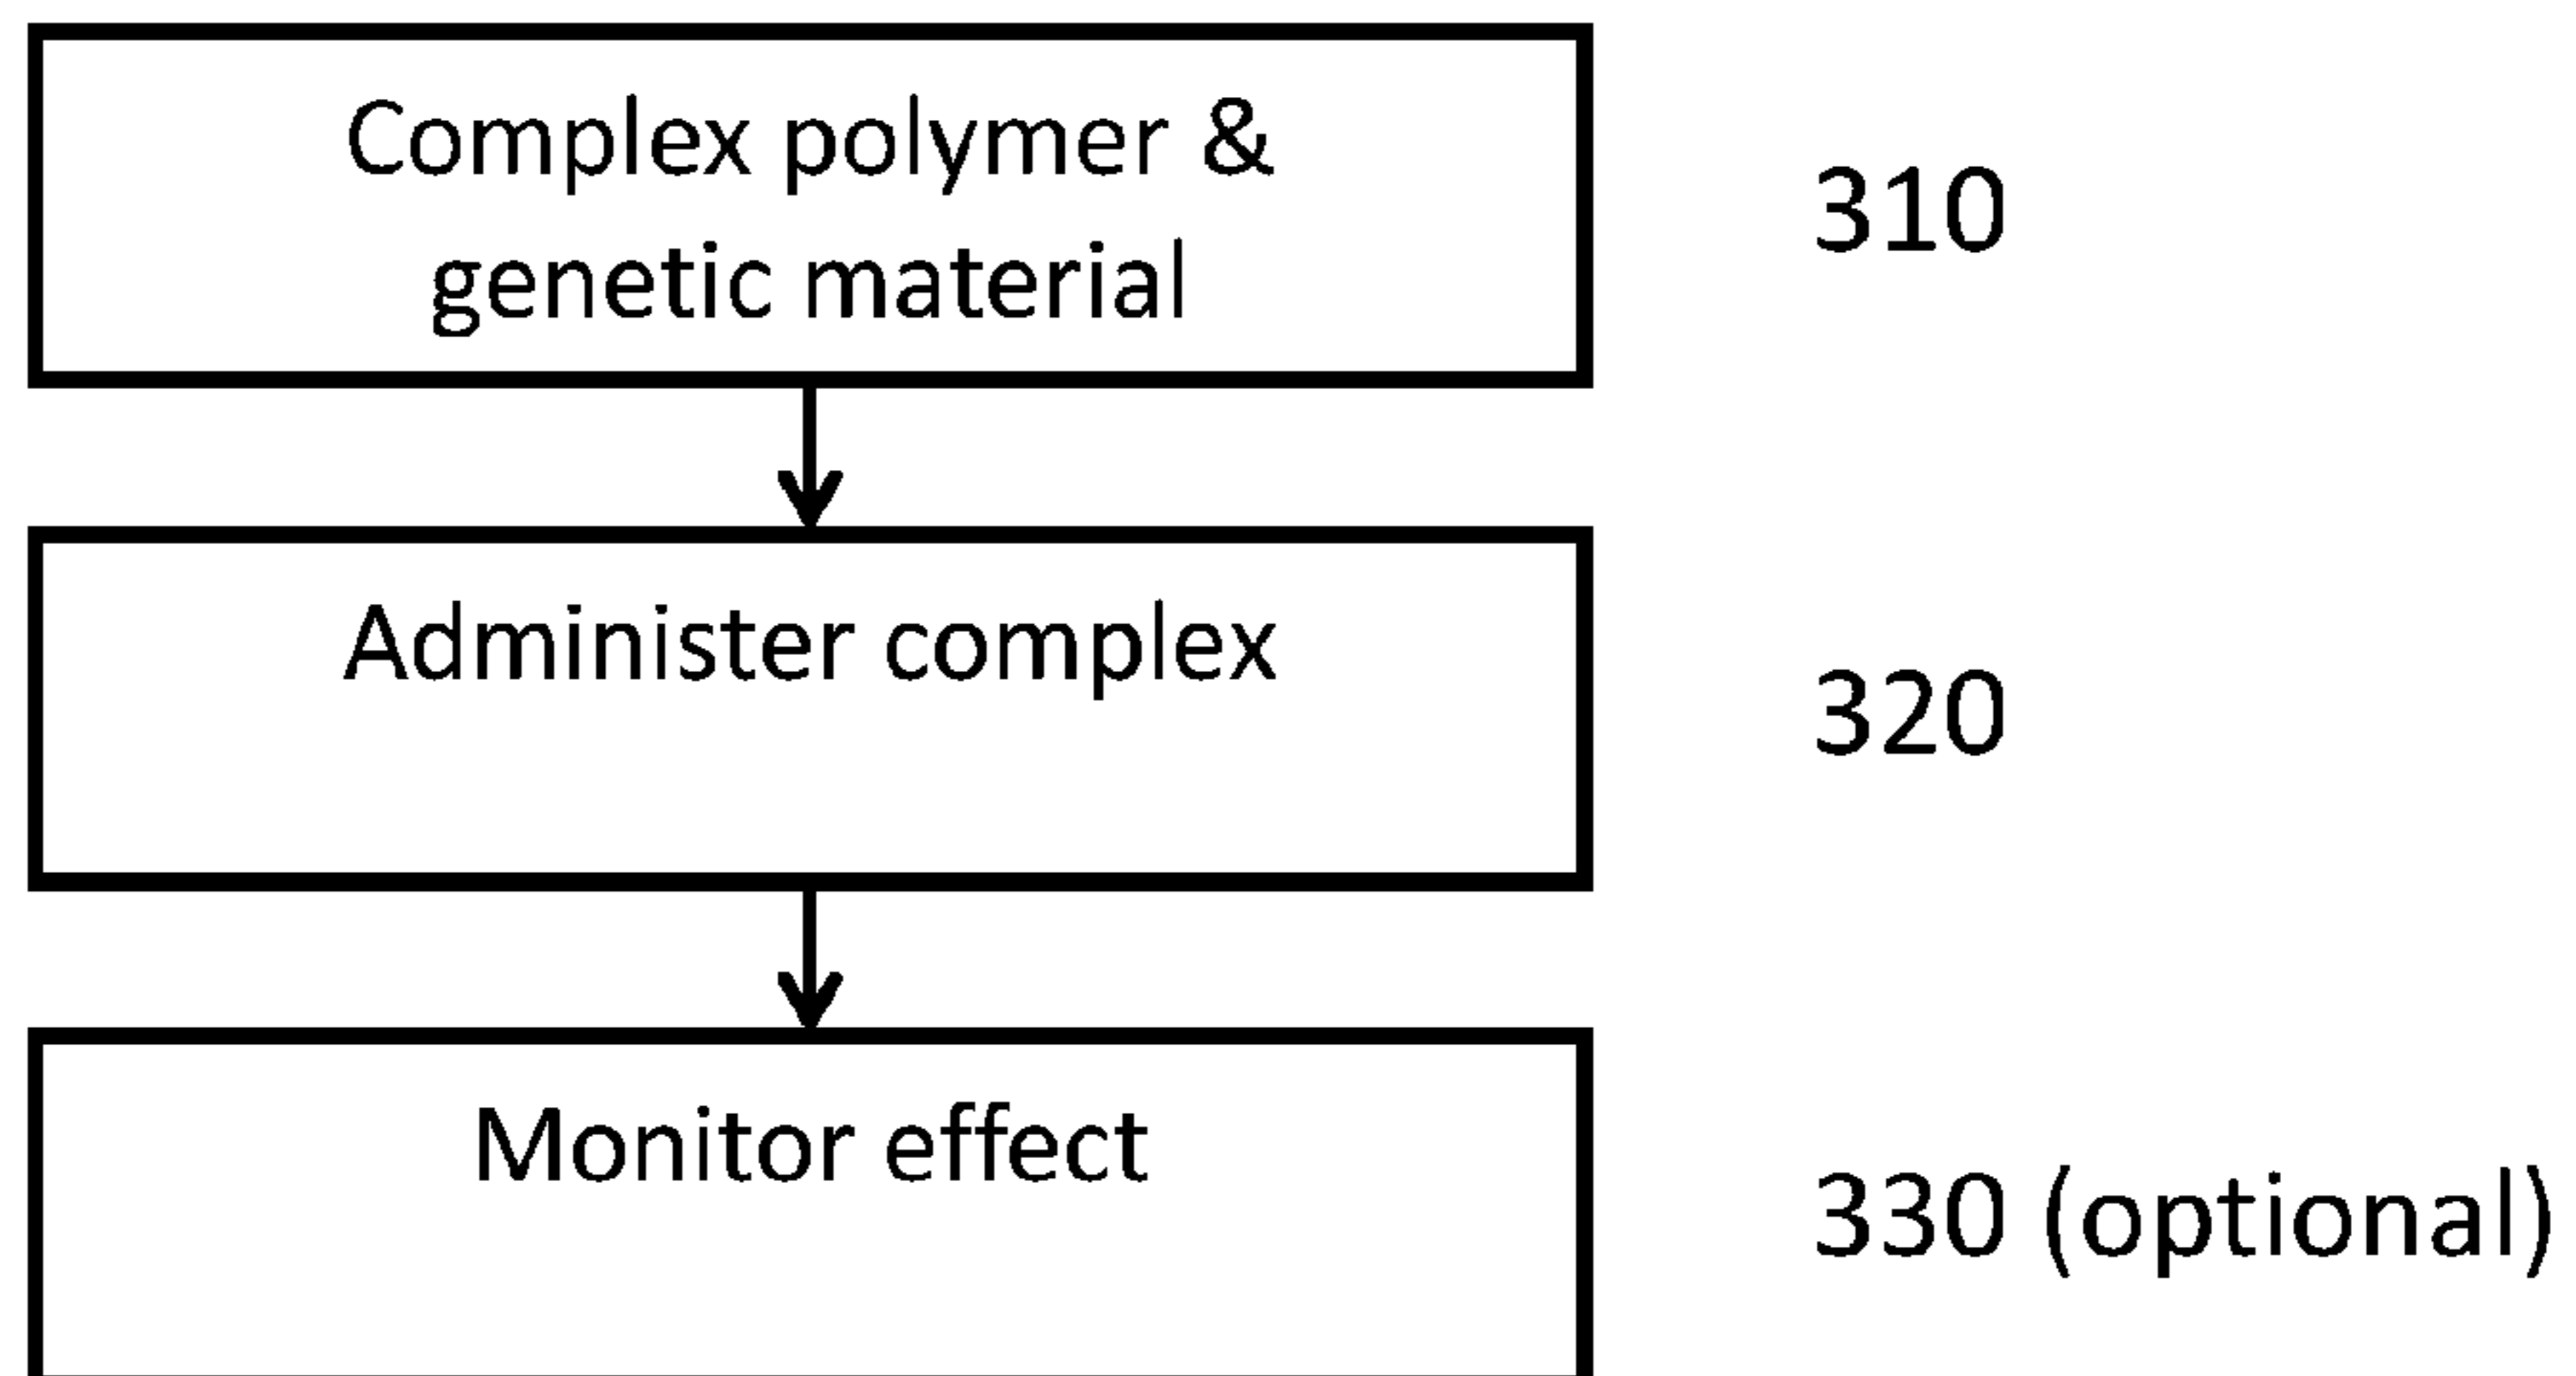 Complex polymer &
genetic material
310
Administer complex
320
Monitor effect
330 (optional)